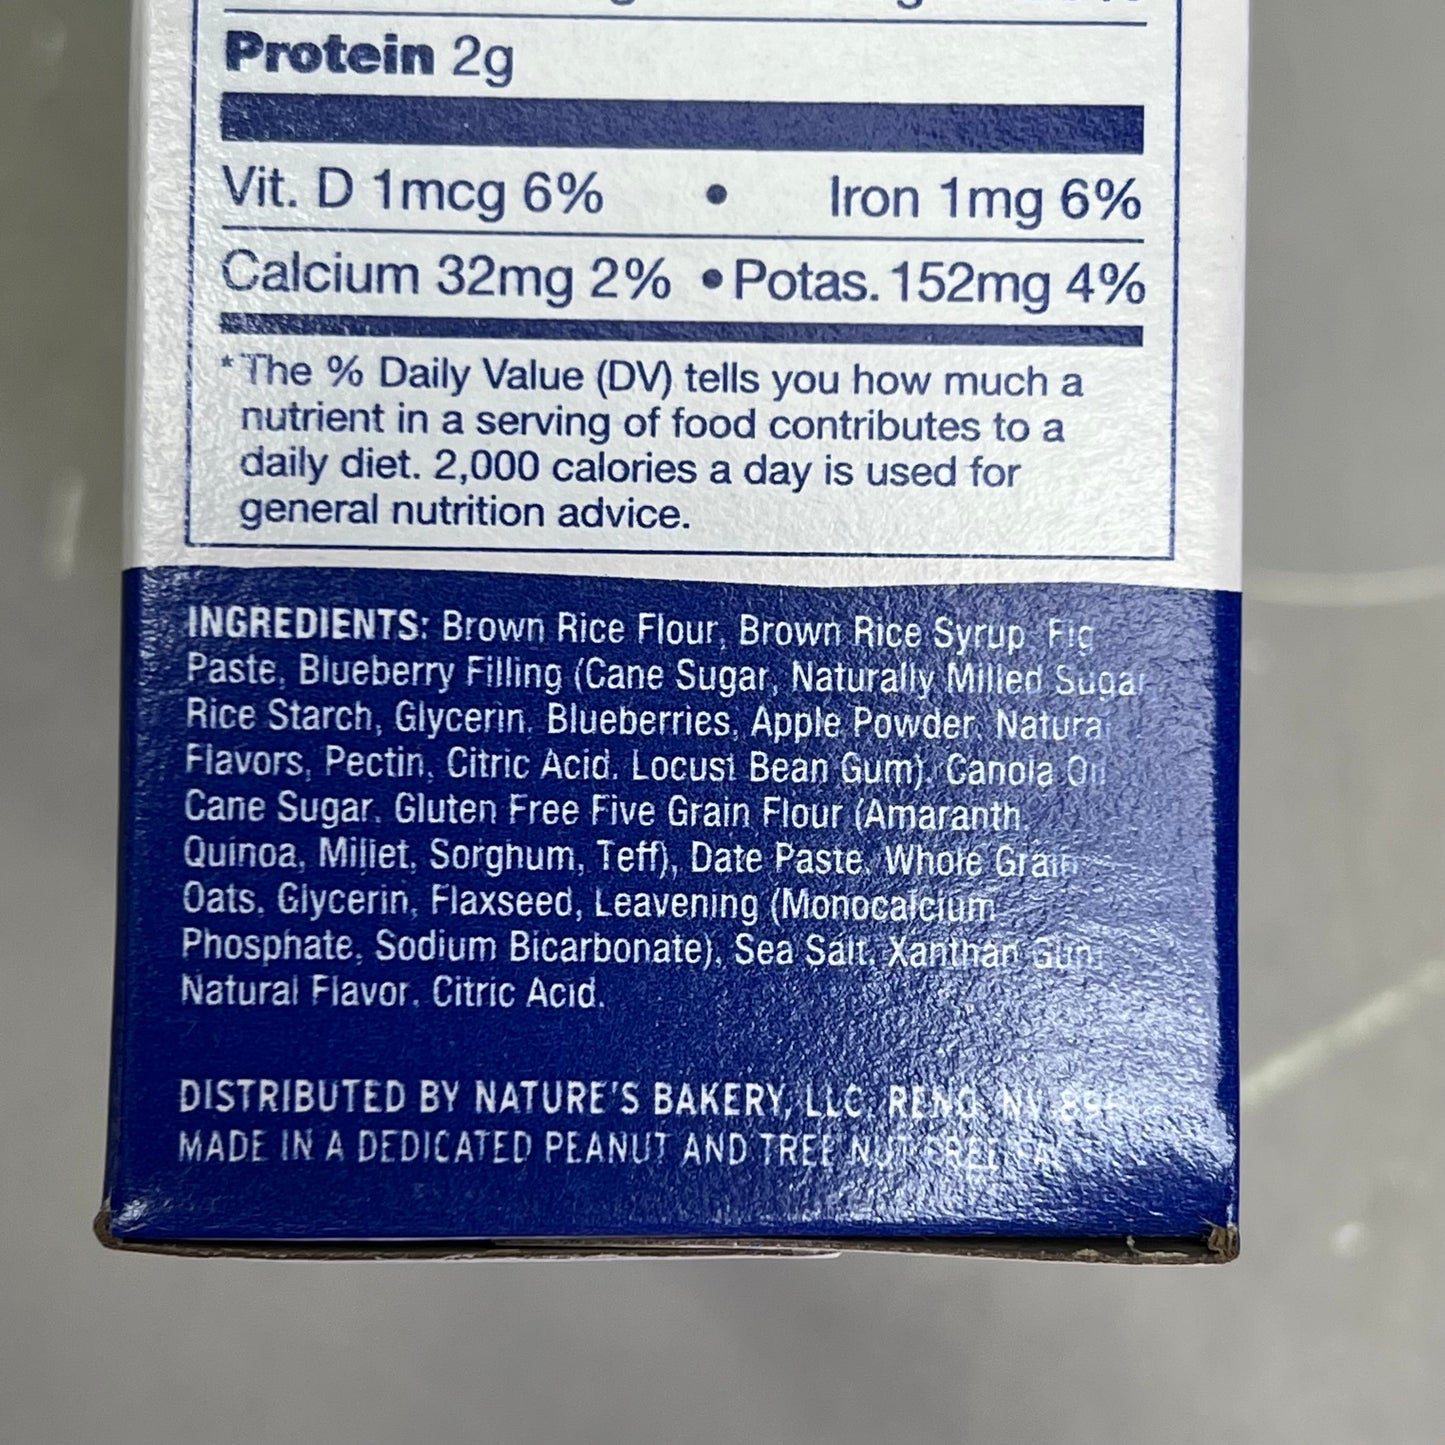 Protein 2g
Vit. D 1mcg 6% • Iron 1mg 6%
Calcium 32mg 2% • Potas. 152mg 4%
* The % Daily Value (DV) tells you how much a
nutrient in a serving of food contributes to a
daily diet. 2,000 calories a day is used for
general nutrition advice.
INGREDIENTS: Brown Rice Flour, Brown Rice Syrup, Fig
Paste, Blueberry Filling (Cane Sugar, Naturally Milled Sugar,
Rice Starch, Glycerin, Blueberries, Apple Powder, Natural
Flavors, Pectin, Citric Acid, Locust Bean Gum), Canola Oil,
Cane Sugar, Gluten Free Five Grain Flour (Amaranth,
Quinoa, Millet, Sorghum, Teff), Date Paste, Whole Grain
Oats, Glycerin, Flaxseed, Leavening (Monocalcium
Phosphate, Sodium Bicarbonate), Sea Salt, Xanthan Gum,
Natural Flavor, Citric Acid.
DISTRIBUTED BY NATURE'S BAKERY, LLC, RENO, NV
MADE IN A DEDICATED PEANUT AND TREE NUT FREE